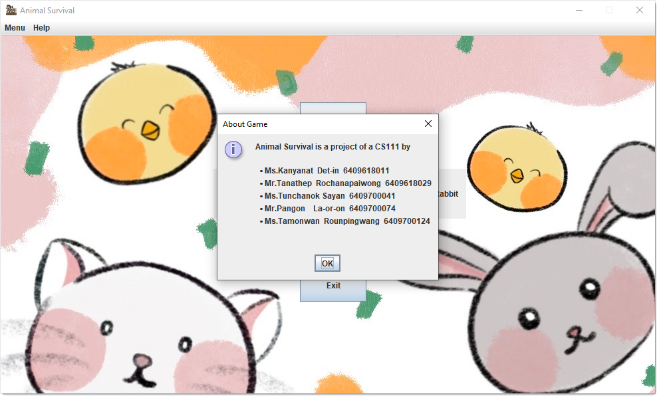 Animal Survival
Menu Help
About Game
Animal Survival is a project of a CS111 by
• Ms.Kanyanat Det-in 6409618011
• Mr.Tanathep Rochanapaiwong 6409618029
• Ms.Tunchanok Sayan 6409700041
• Mr.Pangon La-or-on 6409700074
• Ms.Tamonwan Rounpingwang 6409700124
OK
Exit